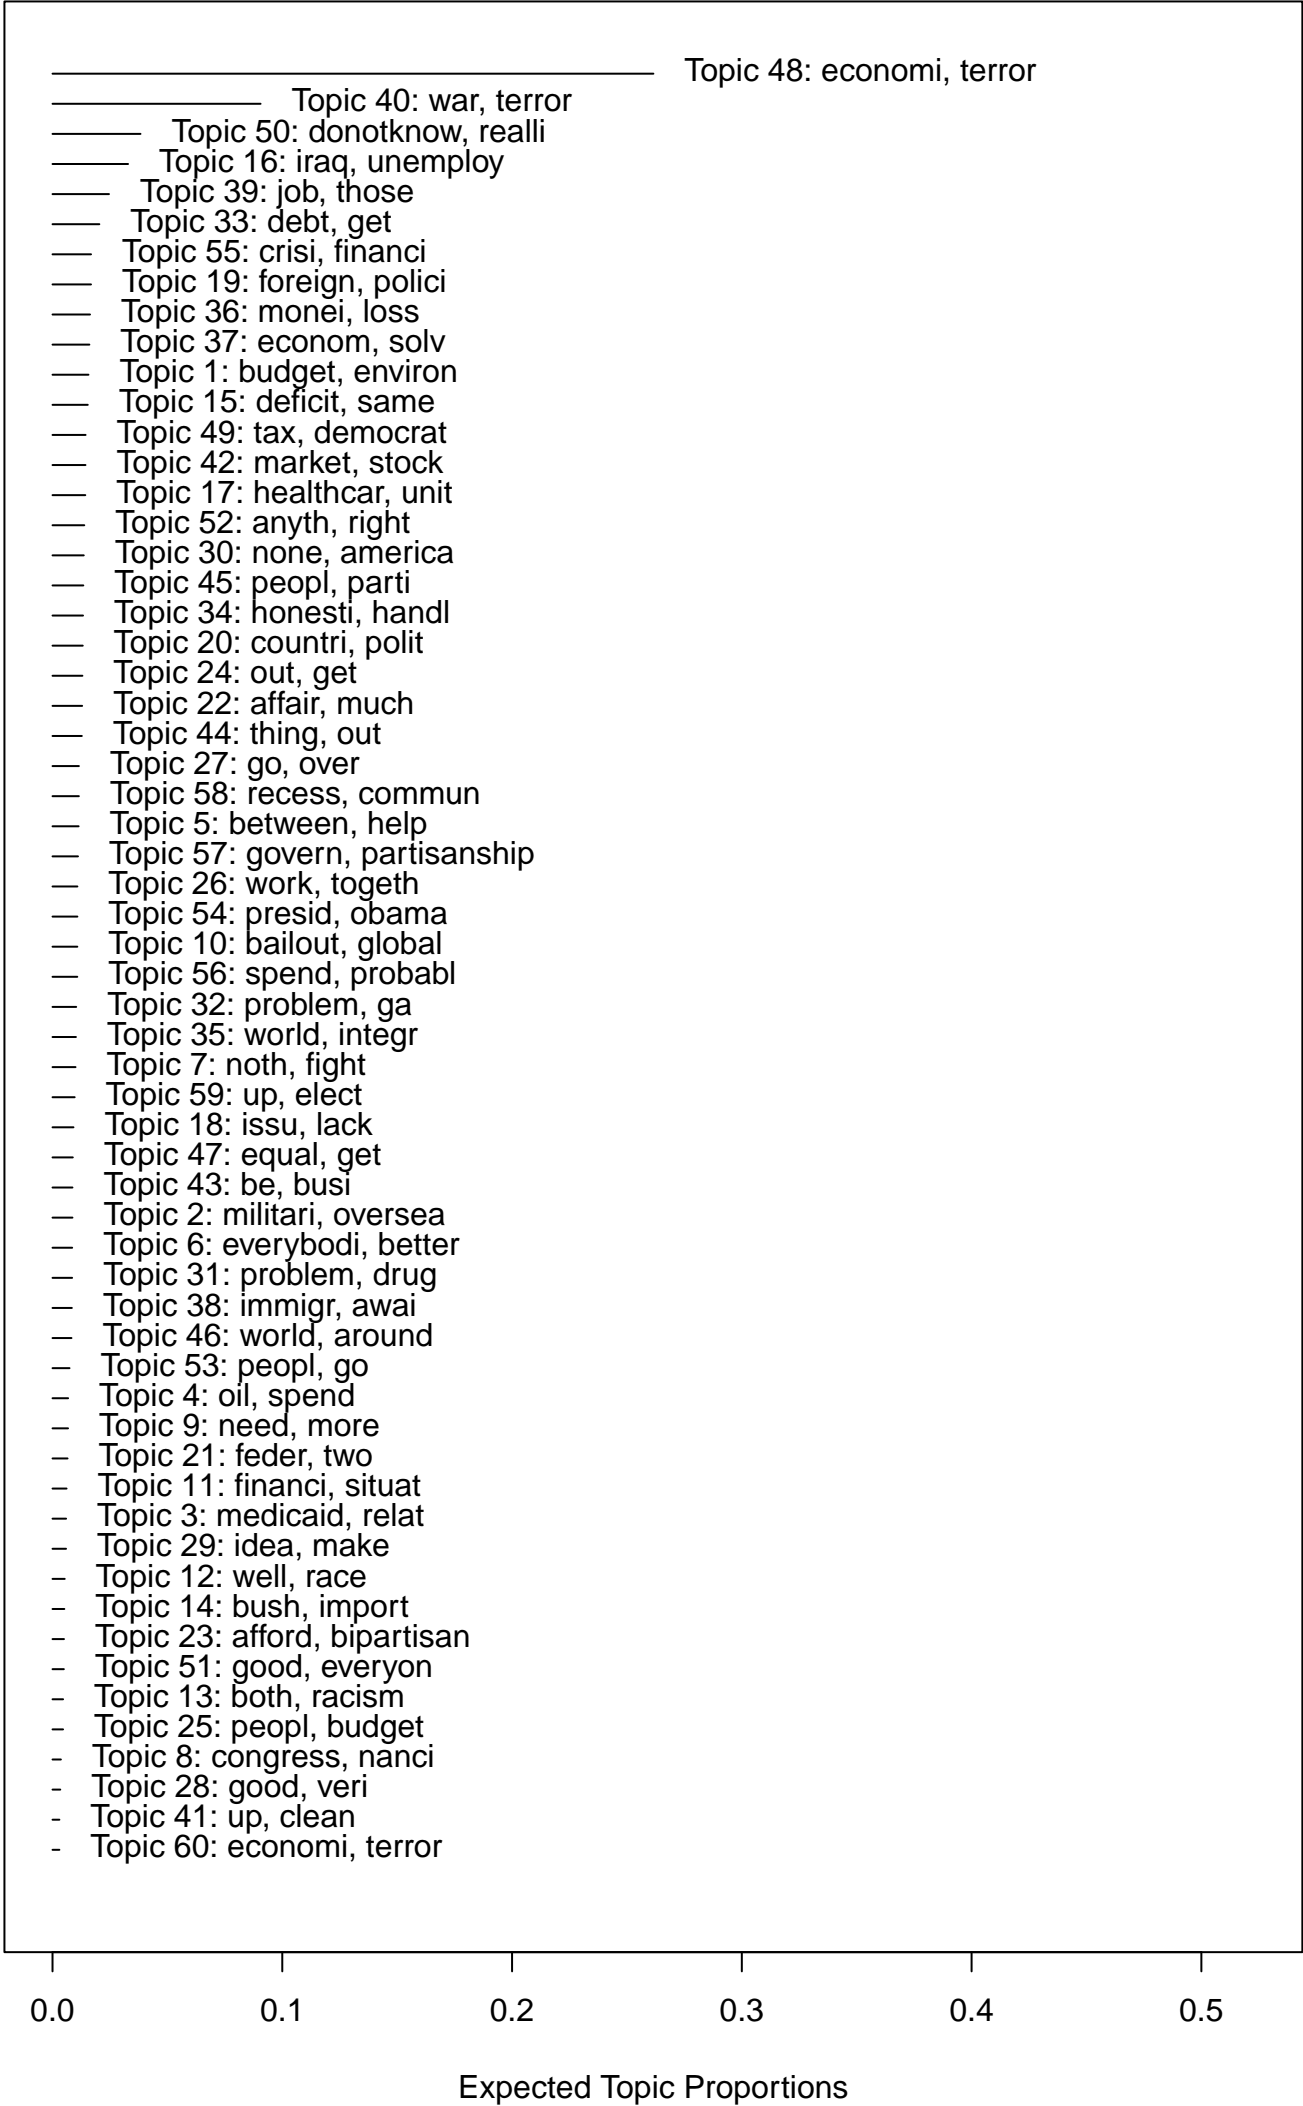 Topic 48: economi, terror
Topic 40: war, terror
Topic 50: donotknow, realli
Topic 16: iraq, unemploy
Topic 39: job, those
Topic 33: debt, get
Topic 55: crisi, financi
Topic 19: foreign, polici
Topic 36: monei, loss
Topic 37: econom, solv
Topic 1: budget, environ
Topic 15: deficit, same
Topic 49: tax, democrat
Topic 42: market, stock
Topic 17: healthcar, unit
Topic 52: anyth, right
Topic 30: none, america
Topic 45: peopl, parti
Topic 34: honesti, handl
Topic 20: countri, polit
Topic 24: out, get
Topic 22: affair, much
Topic 44: thing, out
Topic 27: go, over
Topic 58: recess, commun
Topic 5: between, help
Topic 57: govern, partisanship
Topic 26: work, togeth
Topic 54: presid, obama
Topic 10: bailout, global
Topic 56: spend, probabl
Topic 32: problem, ga
Topic 35: world, integr
Topic 7: noth, fight
Topic 59: up, elect
Topic 18: issu, lack
Topic 47: equal, get
Topic 43: be, busi
Topic 2: militari, oversea
Topic 6: everybodi, better
Topic 31: problem, drug
Topic 38: immigr, awai
Topic 46: world, around
Topic 53: peopl, go
Topic 4: oil, spend
Topic 9: need, more
Topic 21: feder, two
Topic 11: financi, situat
Topic 3: medicaid, relat
Topic 29: idea, make
Topic 12: well, race
Topic 14: bush, import
Topic 23: afford, bipartisan
Topic 51: good, everyon
Topic 13: both, racism
Topic 25: peopl, budget
Topic 8: congress, nanci
Topic 28: good, veri
Topic 41: up, clean
Topic 60: economi, terror
0.0 0.1 0.2 0.3 0.4 0.5
Expected Topic Proportions